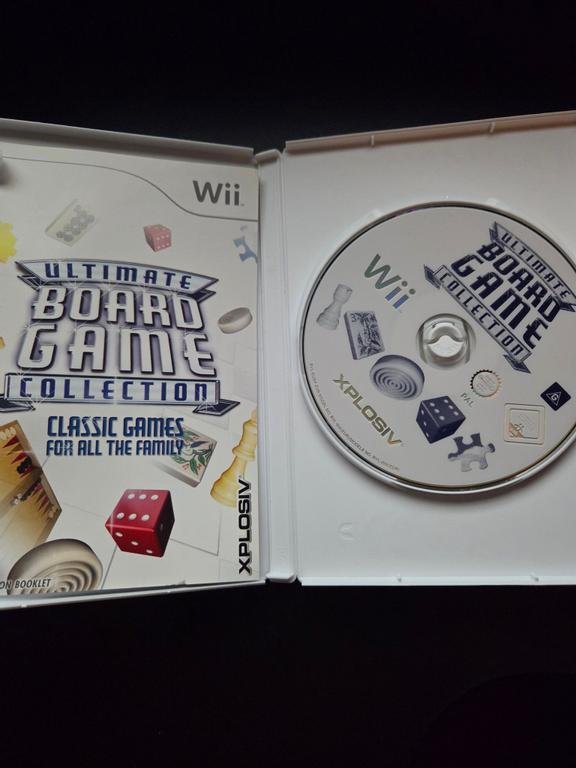 Wii
ULTIMATE
BOARD
GAME
COLLECTION
CLASSIC GAMES
FOR ALL THE FAMILY
XPLOSIV
ON BOOKLET
Wii
ULTIMATE
BOARD
GAME
COLLECTION
XPLOSIV
PAL
G